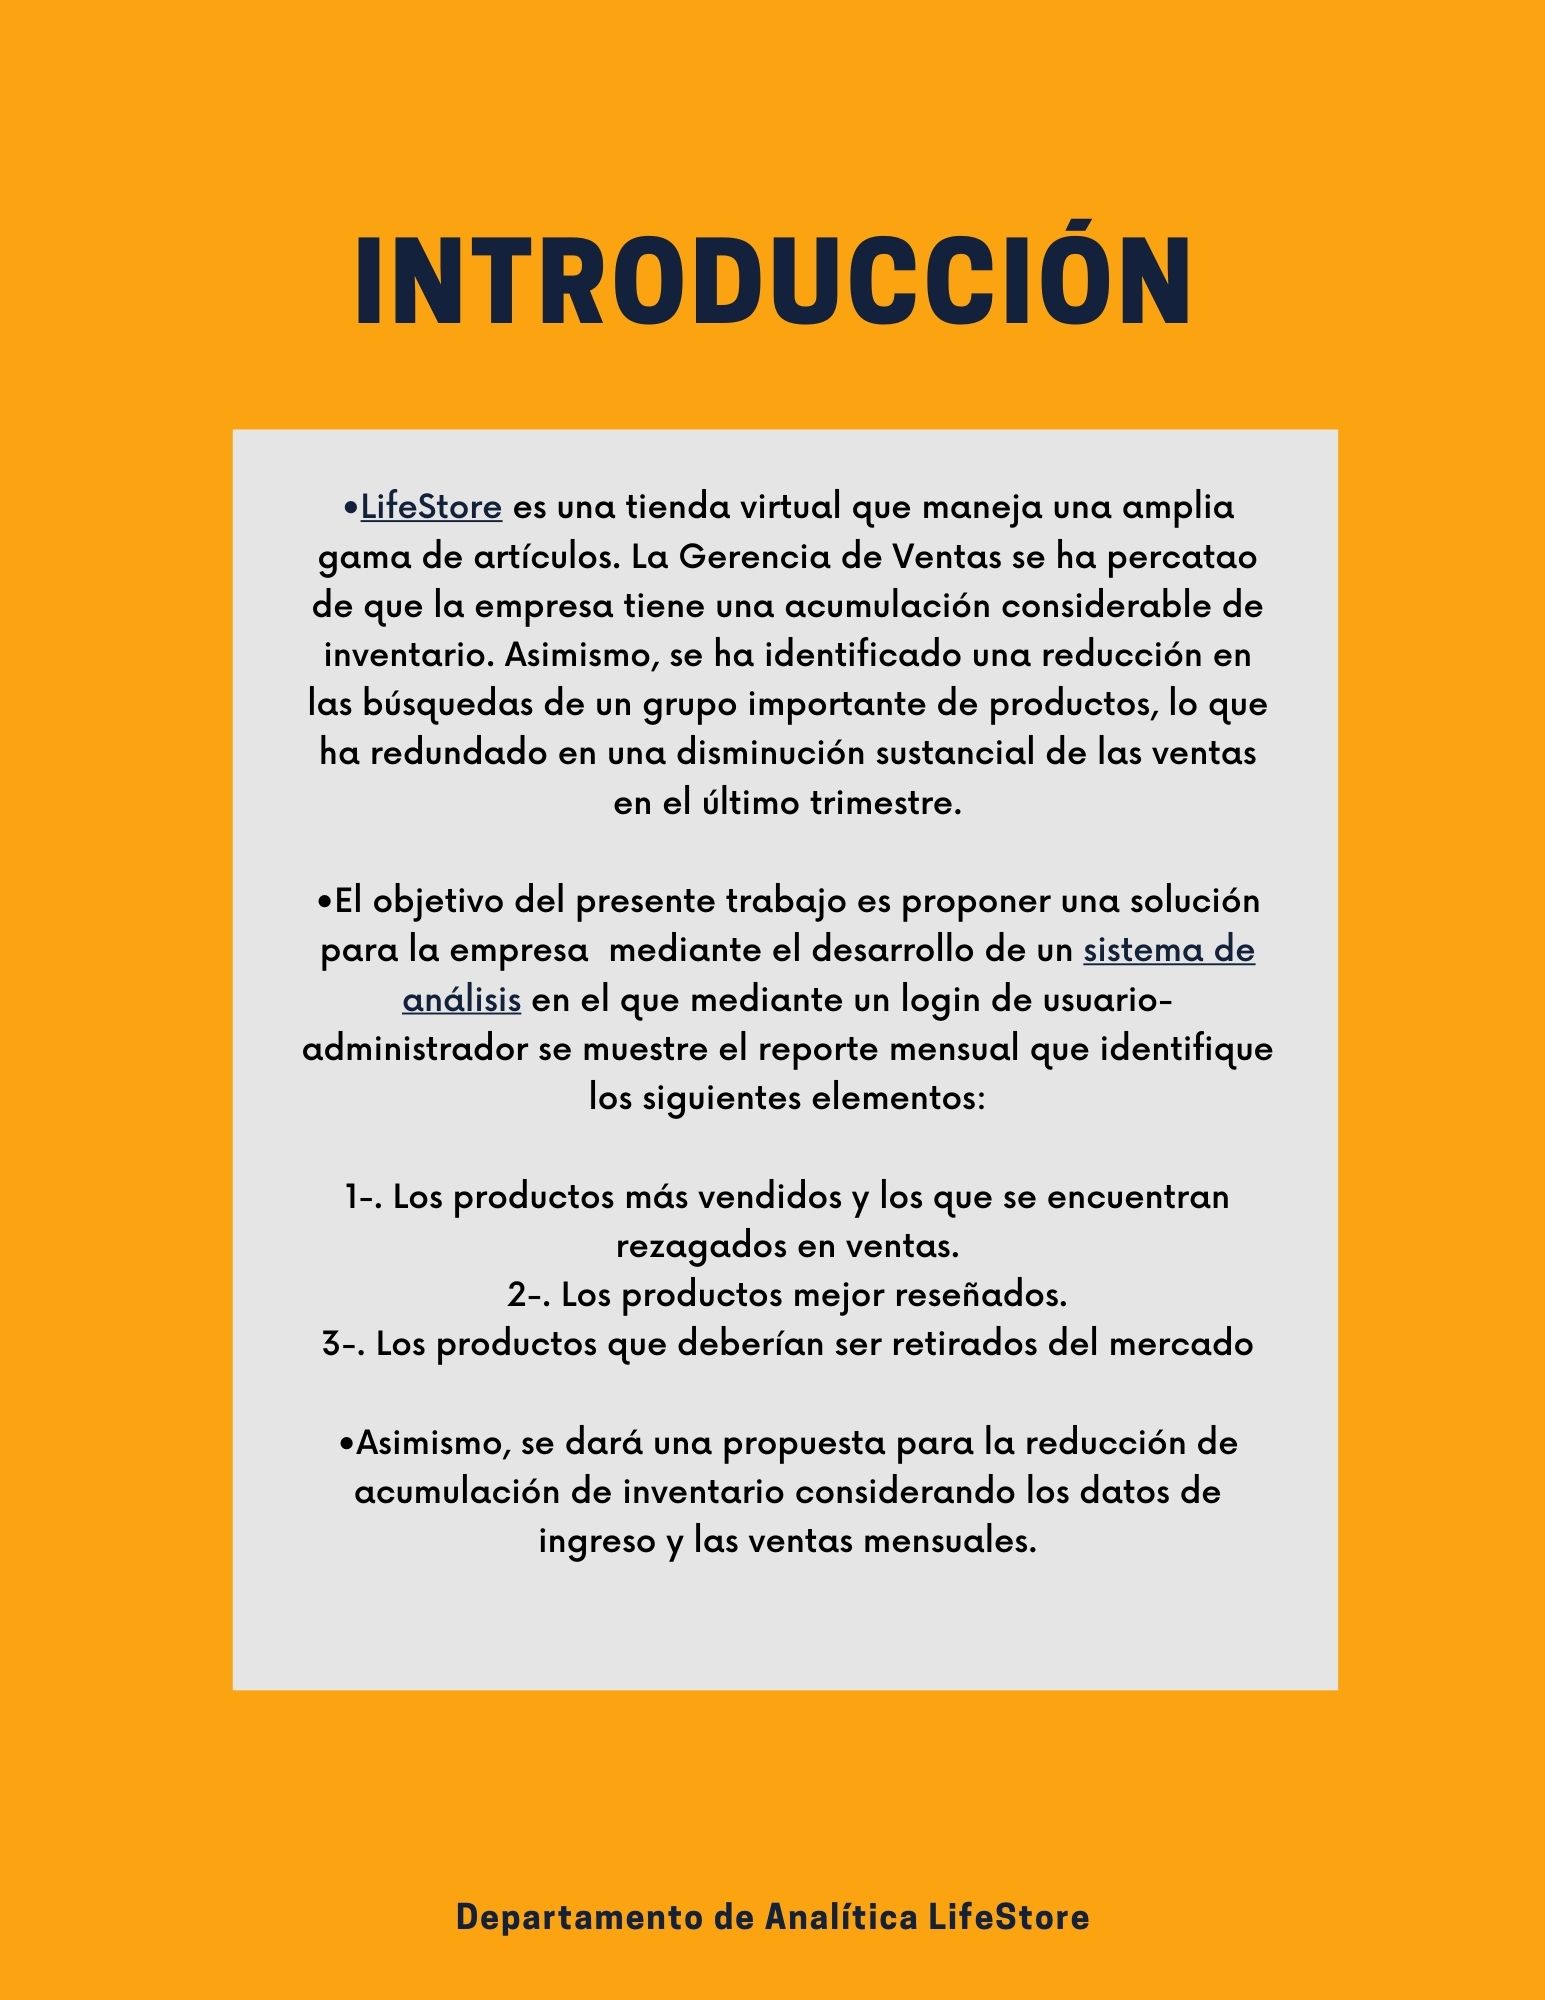 INTRODUCCIÓN
•LifeStore es una tienda virtual que maneja una amplia
gama de artículos. La Gerencia de Ventas se ha percatao
de que la empresa tiene una acumulación considerable de
inventario. Asimismo, se ha identificado una reducción en
las búsquedas de un grupo importante de productos, lo que
ha redundado en una disminución sustancial de las ventas
en el último trimestre.
•El objetivo del presente trabajo es proponer una solución
para la empresa  mediante el desarrollo de un sistema de
análisis en el que mediante un login de usuario-
administrador se muestre el reporte mensual que identifique
los siguientes elementos:
1-. Los productos más vendidos y los que se encuentran
rezagados en ventas.
2-. Los productos mejor reseñados.
3-. Los productos que deberían ser retirados del mercado
•Asimismo, se dará una propuesta para la reducción de
acumulación de inventario considerando los datos de
ingreso y las ventas mensuales.
Departamento de Analítica LifeStore